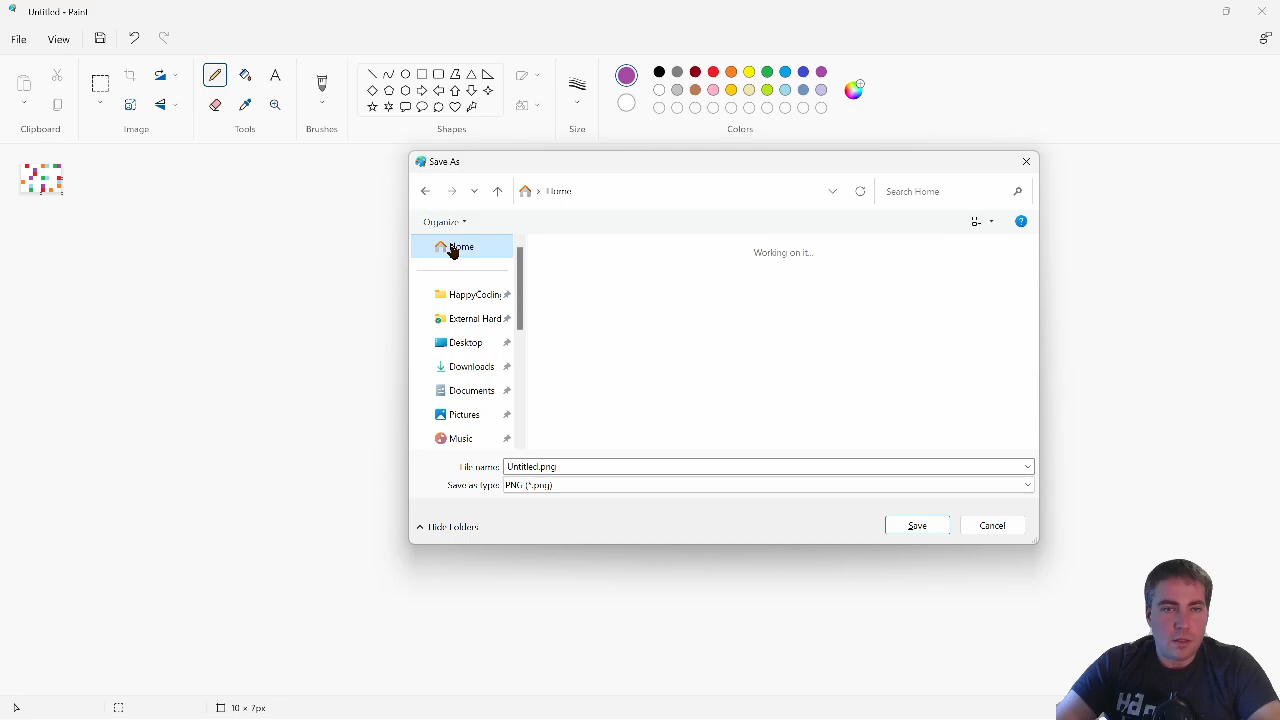 Untitled - Paint
File
View
Clipboard
Image
Tools
Brushes
Shapes
Size
Colors
Save As
Home
Search Home
Organize
Home
Working on it...
HappyCoding
External Hard
Desktop
Downloads
Documents
Pictures
Music
File name:
Untitled.png
Save as type:
PNG (*.png)
Hide Folders
Save
Cancel
10 × 7px